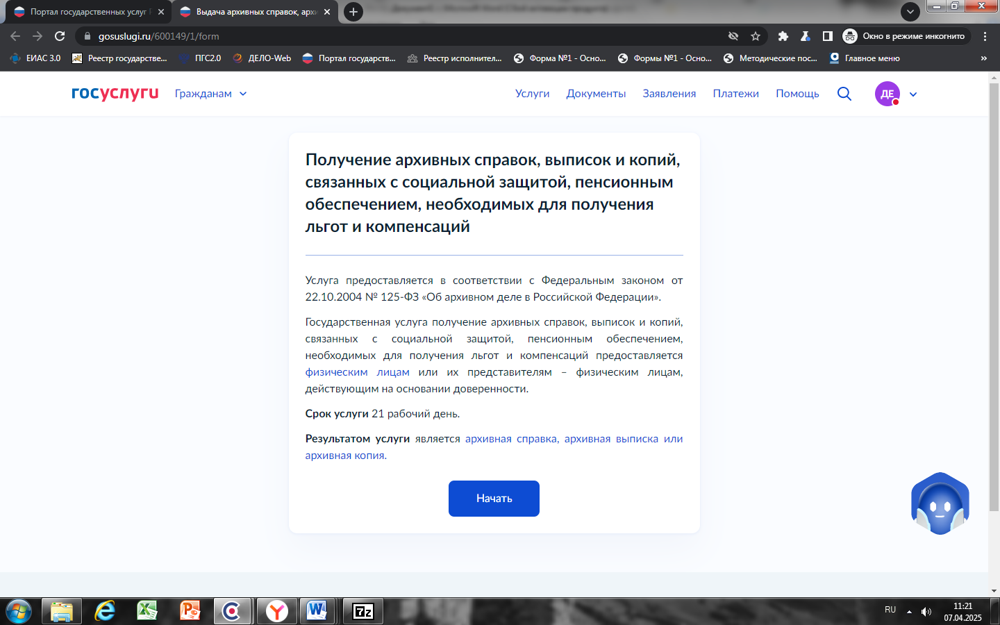 Портал государственных услуг Р
Выдача архивных справок, архи
gosuslugi.ru/600149/1/form
Окно в режиме инкогнито
ЕИАС 3.0
Реестр государстве...
ПГС2.0
ДЕЛО-Web
Портал государств...
Реестр исполнител...
Форма №1 - Осно...
Формы №1 - Осно...
Методические пос...
Главное меню
»
госуслуги
Гражданам
Услуги
Документы
Заявления
Платежи
Помощь
ДЕ
Получение архивных справок, выписок и копий,
связанных с социальной защитой, пенсионным
обеспечением, необходимых для получения
льгот и компенсаций
Услуга предоставляется в соответствии с Федеральным законом от
22.10.2004 № 125-ФЗ «Об архивном деле в Российской Федерации».
Государственная услуга получение архивных справок, выписок и копий,
связанных с социальной защитой, пенсионным обеспечением,
необходимых для получения льгот и компенсаций предоставляется
физическим лицам или их представителям – физическим лицам,
действующим на основании доверенности.
Срок услуги 21 рабочий день.
Результатом услуги является архивная справка, архивная выписка или
архивная копия.
Начать
7z
RU
11:21
07.04.2025